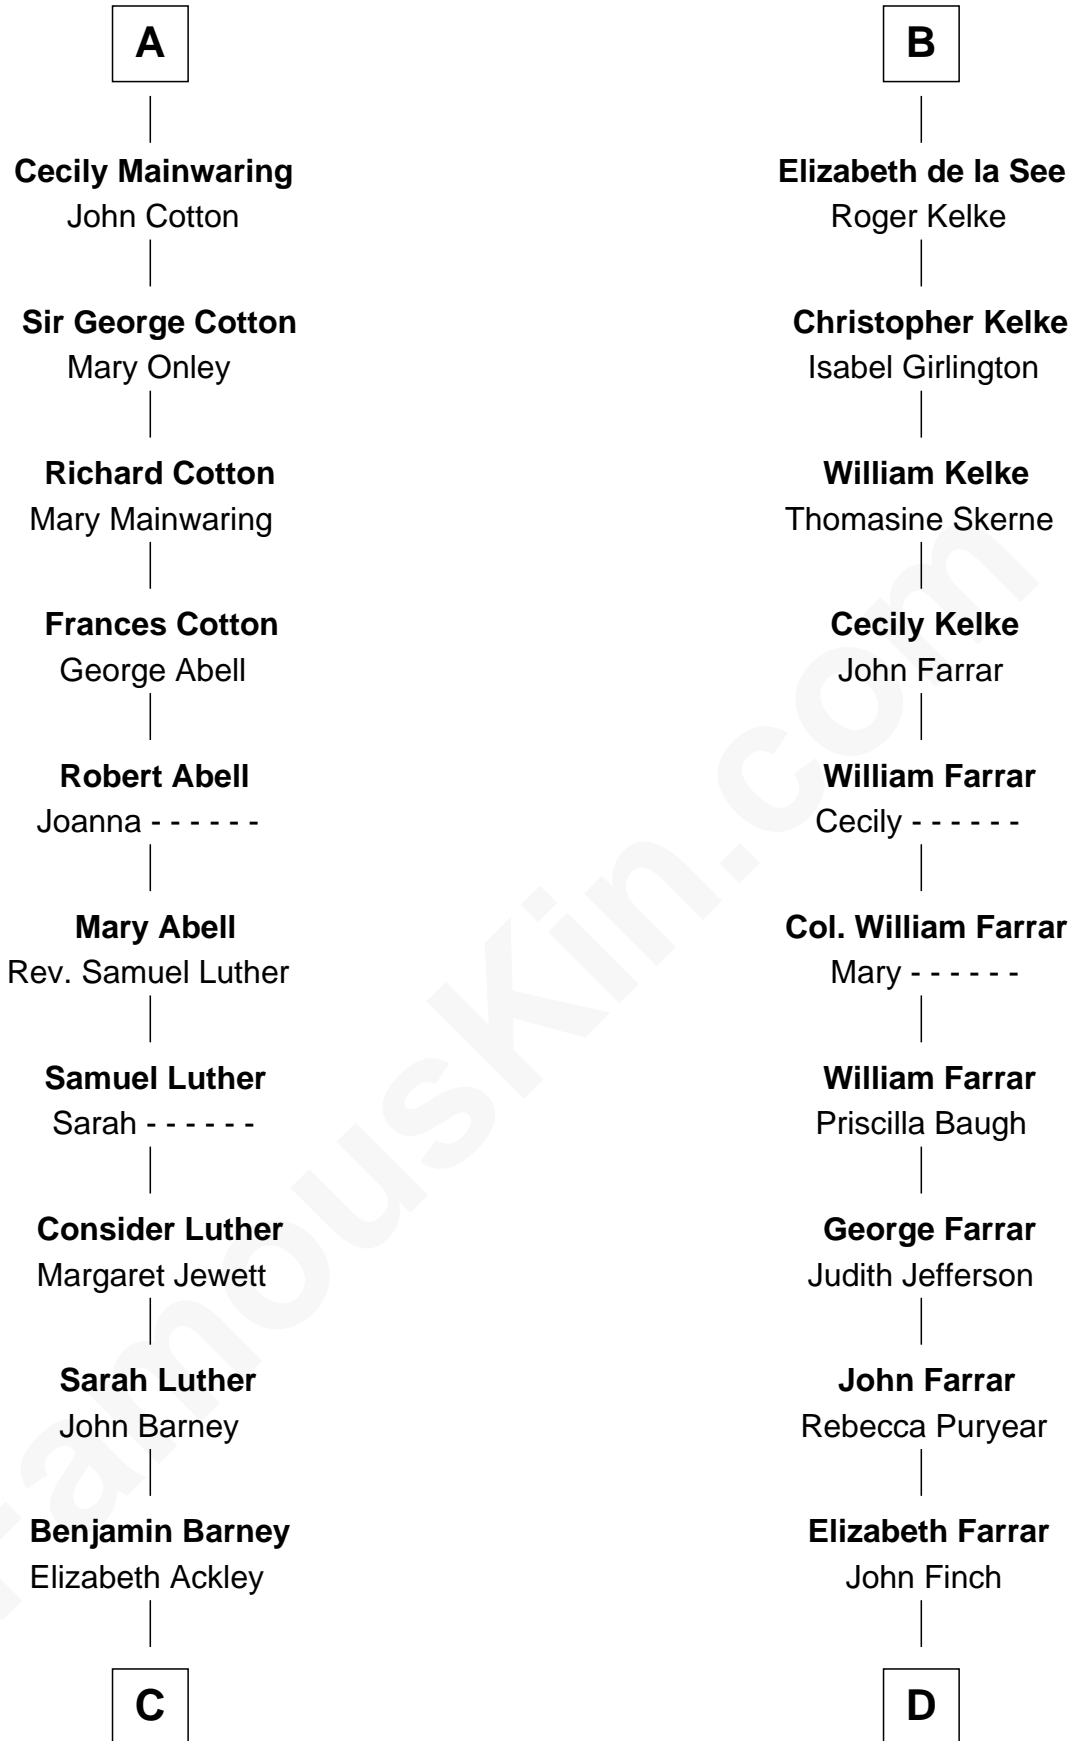 A
Cecily Mainwaring
John Cotton
Sir George Cotton
Mary Onley
Richard Cotton
Mary Mainwaring
Frances Cotton
George Abell
Robert Abell
Joanna - - - - - -
Mary Abell
Rev. Samuel Luther
Samuel Luther
Sarah - - - - - -
Consider Luther
Margaret Jewett
Sarah Luther
John Barney
Benjamin Barney
Elizabeth Ackley
C
B
Elizabeth de la See
Roger Kelke
Christopher Kelke
Isabel Girlington
William Kelke
Thomasine Skerne
Cecily Kelke
John Farrar
William Farrar
Cecily - - - - - -
Col. William Farrar
Mary - - - - - -
William Farrar
Priscilla Baugh
George Farrar
Judith Jefferson
John Farrar
Rebecca Puryear
Elizabeth Farrar
John Finch
D
FamousKin.com